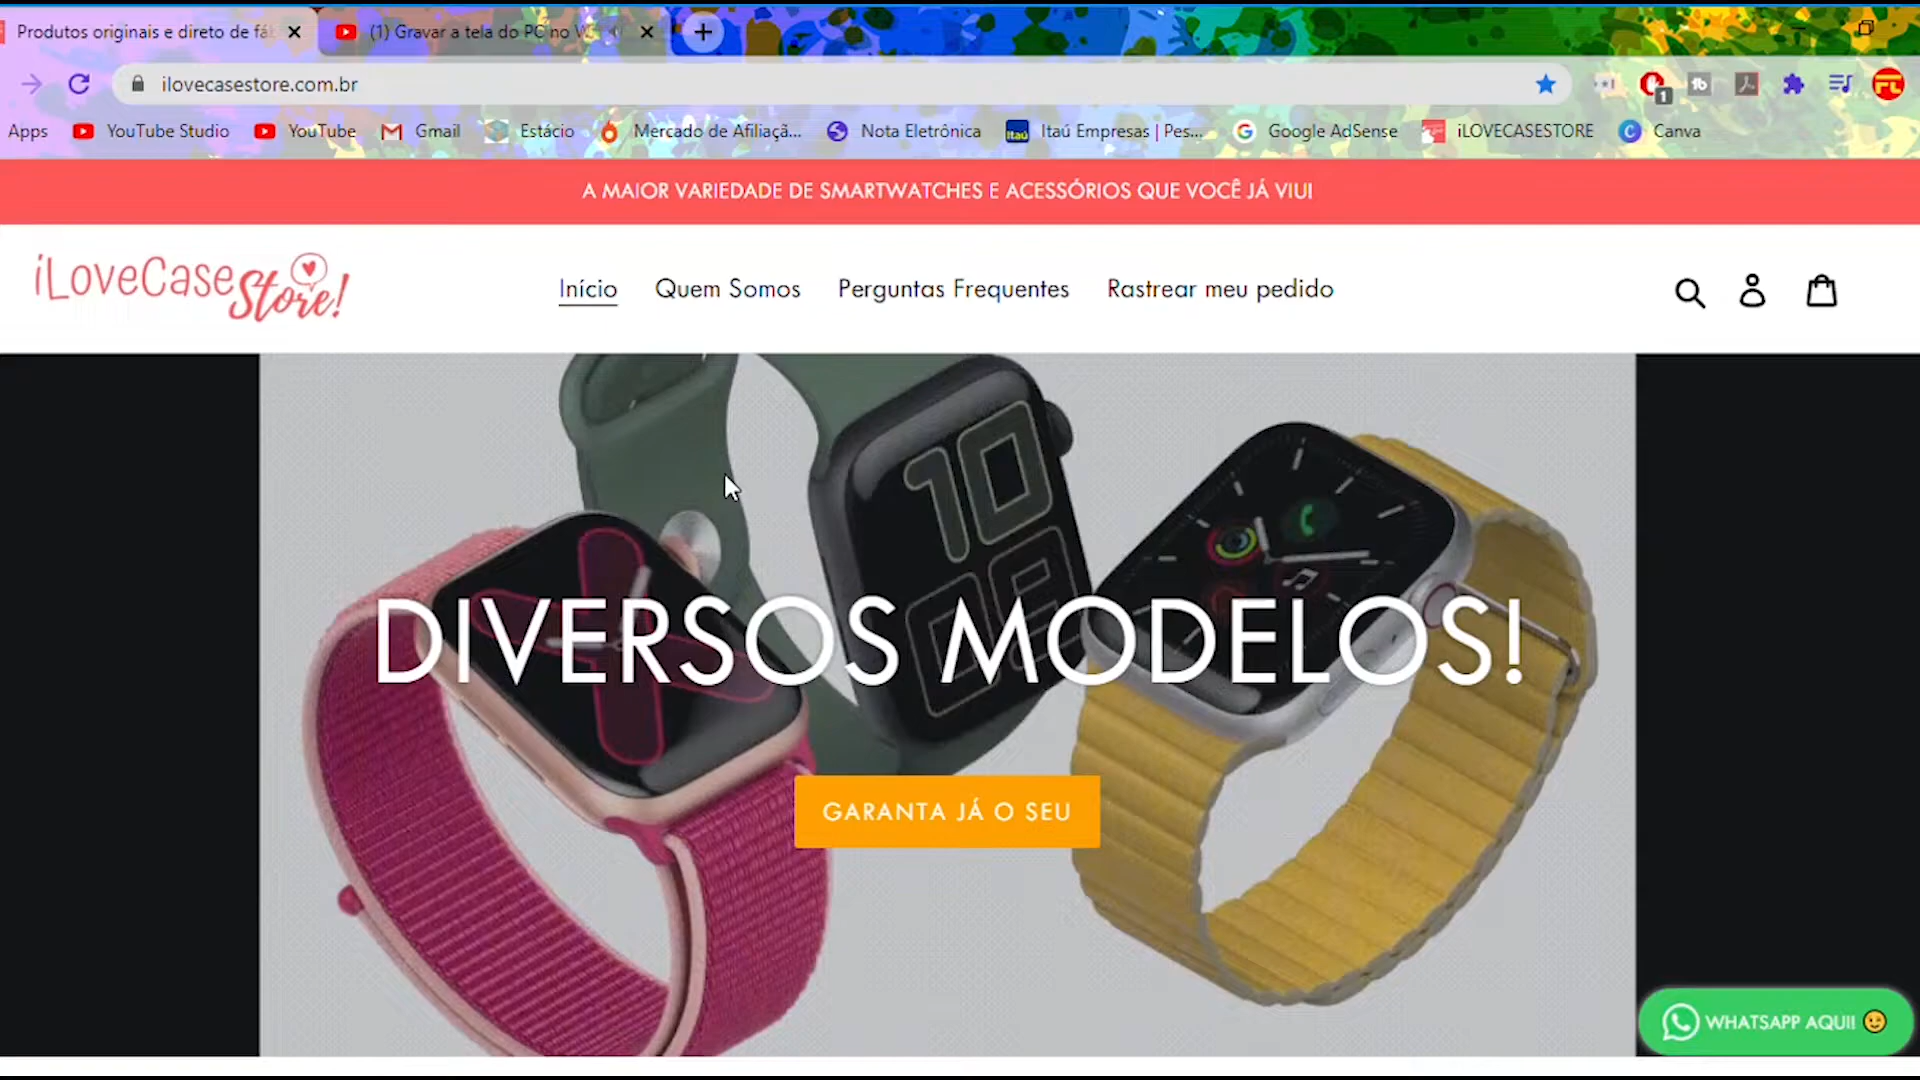 Produtos originais e direto de fáb
(1) Gravar a tela do PC no V
ilovecasestore.com.br
1
Apps
YouTube Studio
YouTube
Gmail
Estácio
Mercado de Afiliaçã...
Nota Eletrônica
Itaú Empresas | Pes...
Google AdSense
iLOVECASESTORE
Canva
A MAIOR VARIEDADE DE SMARTWATCHES E ACESSÓRIOS QUE VOCÊ JÁ VIU!
iLoveCase Store!
Início
Quem Somos
Perguntas Frequentes
Rastrear meu pedido
10
09
DIVERSOS MODELOS!
GARANTA JÁ O SEU
WHATSAPP AQUI! 😉